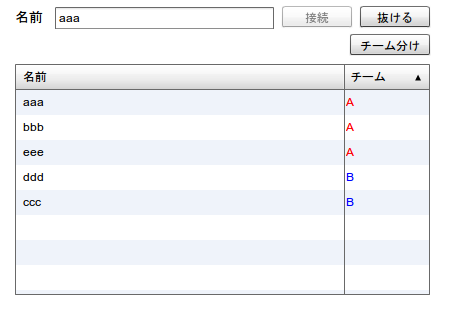 名前 aaa 接続 抜ける
チーム分け
名前 チーム ▲
aaa A
bbb A
eee A
ddd B
ccc B